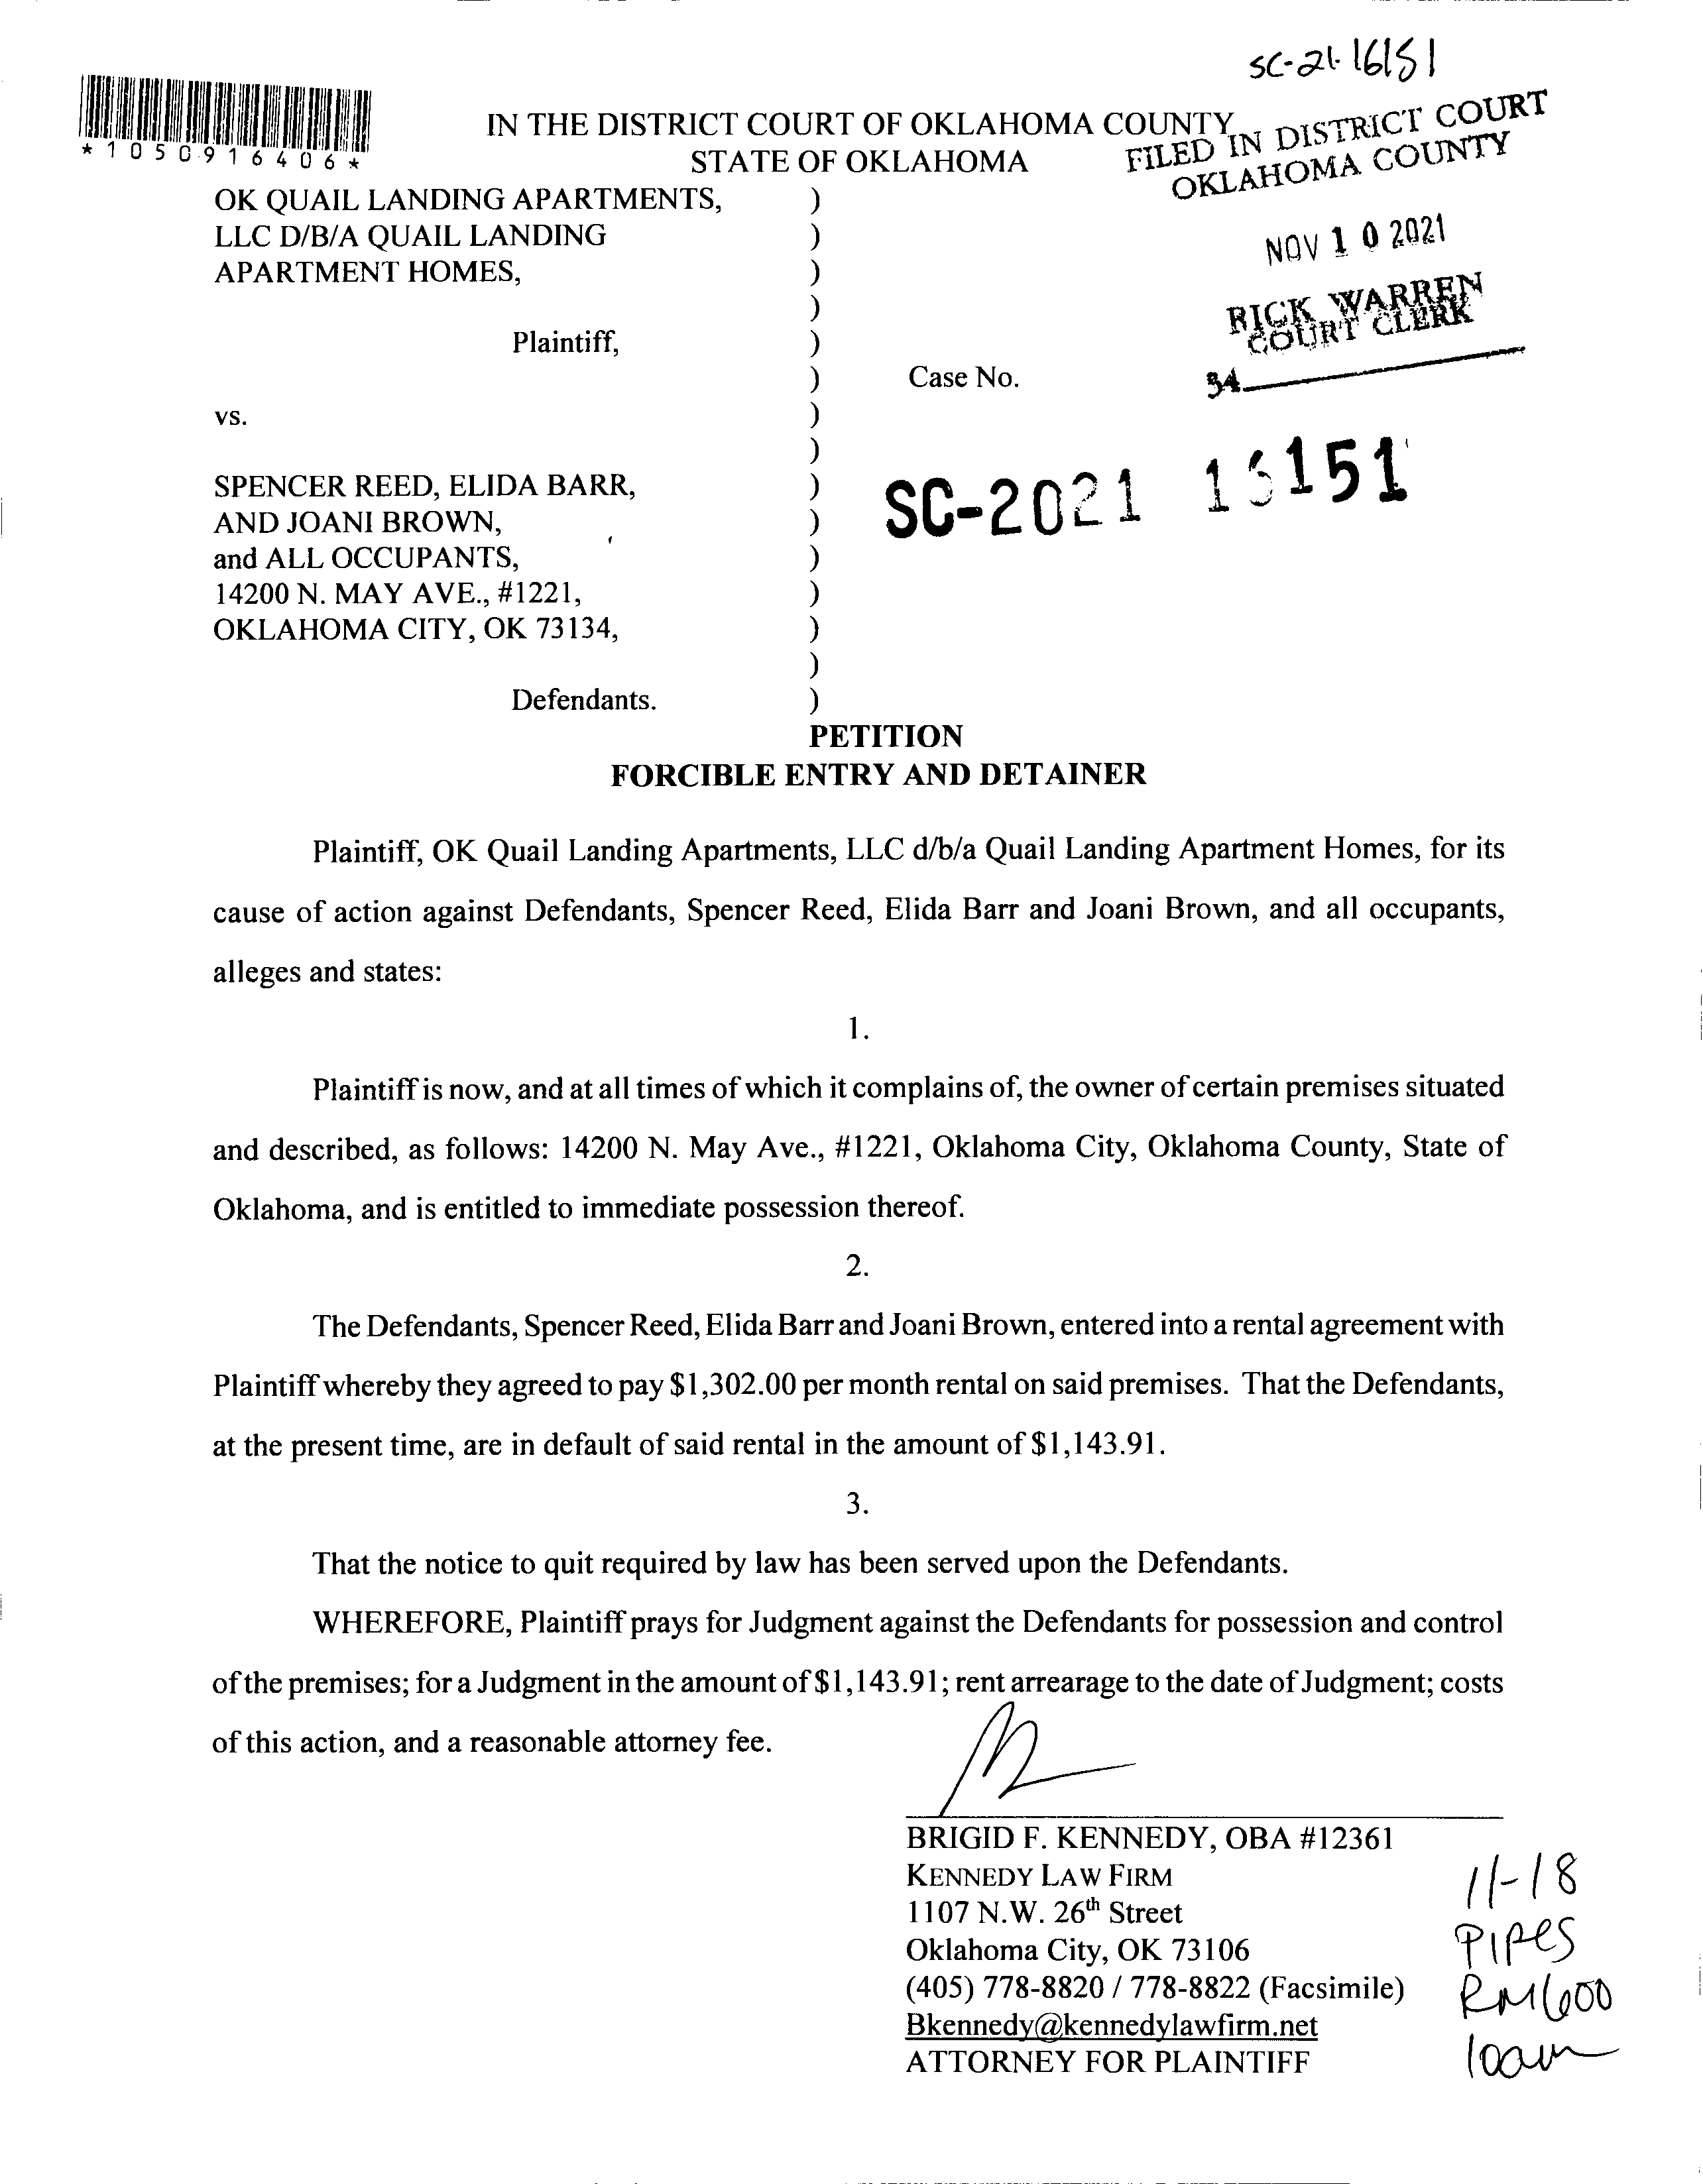 SC-21-16151
*1050916406*
IN THE DISTRICT COURT OF OKLAHOMA COUNTY
STATE OF OKLAHOMA
FILED IN DISTRICT COURT
OKLAHOMA COUNTY
NOV 10 2021
RICK WARREN
COURT CLERK
34
OK QUAIL LANDING APARTMENTS, )
LLC D/B/A QUAIL LANDING )
APARTMENT HOMES, )
)
Plaintiff, )
) Case No.
vs. )
)
SC-2021 16151
SPENCER REED, ELIDA BARR, )
AND JOANI BROWN, )
and ALL OCCUPANTS, )
14200 N. MAY AVE., #1221, )
OKLAHOMA CITY, OK 73134, )
)
Defendants. )
PETITION
FORCIBLE ENTRY AND DETAINER
Plaintiff, OK Quail Landing Apartments, LLC d/b/a Quail Landing Apartment Homes, for its
cause of action against Defendants, Spencer Reed, Elida Barr and Joani Brown, and all occupants,
alleges and states:
1.
Plaintiff is now, and at all times of which it complains of, the owner of certain premises situated
and described, as follows: 14200 N. May Ave., #1221, Oklahoma City, Oklahoma County, State of
Oklahoma, and is entitled to immediate possession thereof.
2.
The Defendants, Spencer Reed, Elida Barr and Joani Brown, entered into a rental agreement with
Plaintiff whereby they agreed to pay $1,302.00 per month rental on said premises. That the Defendants,
at the present time, are in default of said rental in the amount of $1,143.91.
3.
That the notice to quit required by law has been served upon the Defendants.
WHEREFORE, Plaintiff prays for Judgment against the Defendants for possession and control
of the premises; for a Judgment in the amount of $1,143.91; rent arrearage to the date of Judgment; costs
of this action, and a reasonable attorney fee.
BRIGID F. KENNEDY, OBA #12361
KENNEDY LAW FIRM
1107 N.W. 26th Street
Oklahoma City, OK 73106
(405) 778-8820 / 778-8822 (Facsimile)
Bkennedy@kennedylawfirm.net
ATTORNEY FOR PLAINTIFF
11-18
PIPES
RM600
10am